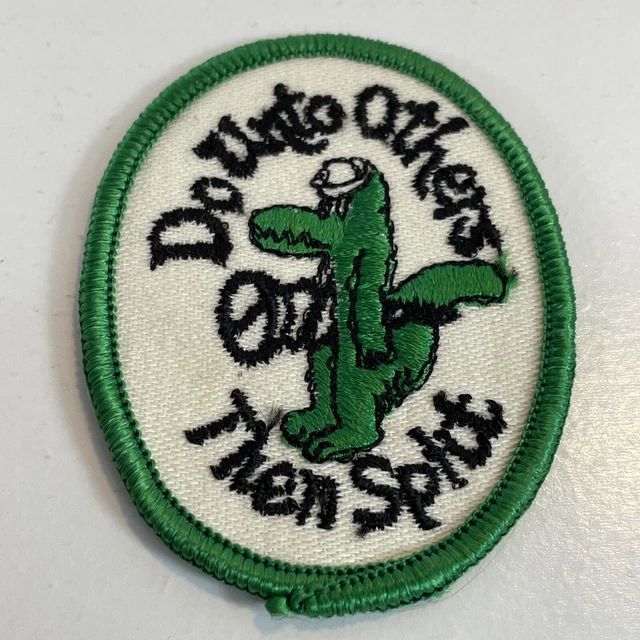 Do Unto Others
Then Split